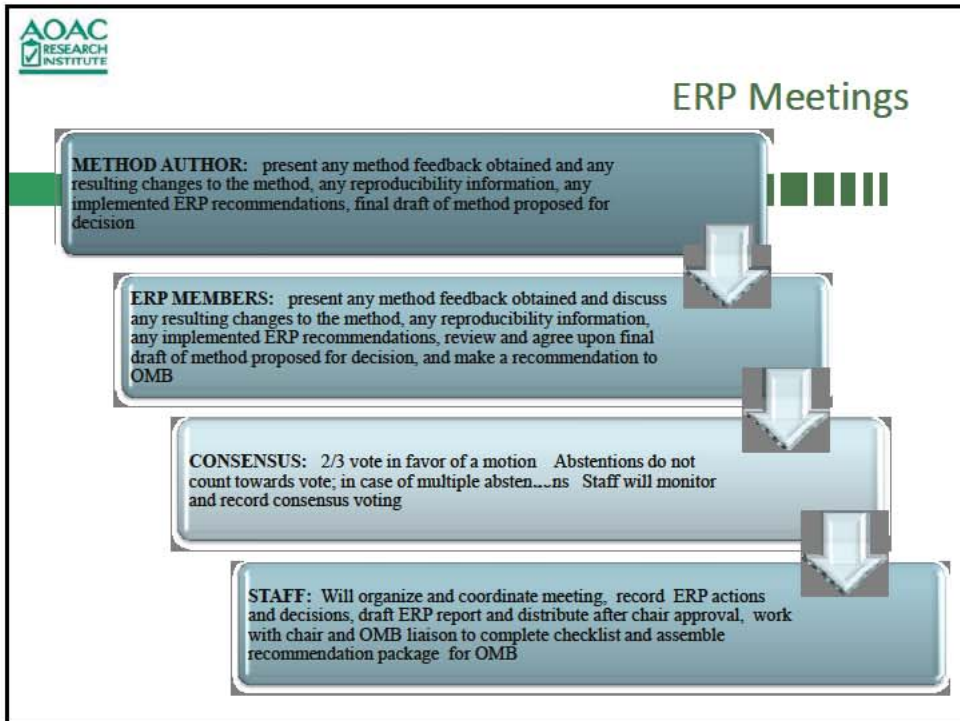 AOAC
RESEARCH
INSTITUTE
ERP Meetings
METHOD AUTHOR: present any method feedback obtained and any
resulting changes to the method, any reproducibility information, any
implemented ERP recommendations, final draft of method proposed for
decision
ERP MEMBERS: present any method feedback obtained and discuss
any resulting changes to the method, any reproducibility information,
any implemented ERP recommendations, review and agree upon final
draft of method proposed for decision, and make a recommendation to
OMB
CONSENSUS: 2/3 vote in favor of a motion Abstentions do not
count towards vote; in case of multiple Staff will monitor
and record consensus voting
STAFF: Will organize and coordinate meeting, record ERP actions
and decisions, draft ERP report and distribute after chair approval, work
with chair and OMB liaison to complete checklist and assemble
recommendation package for OMB